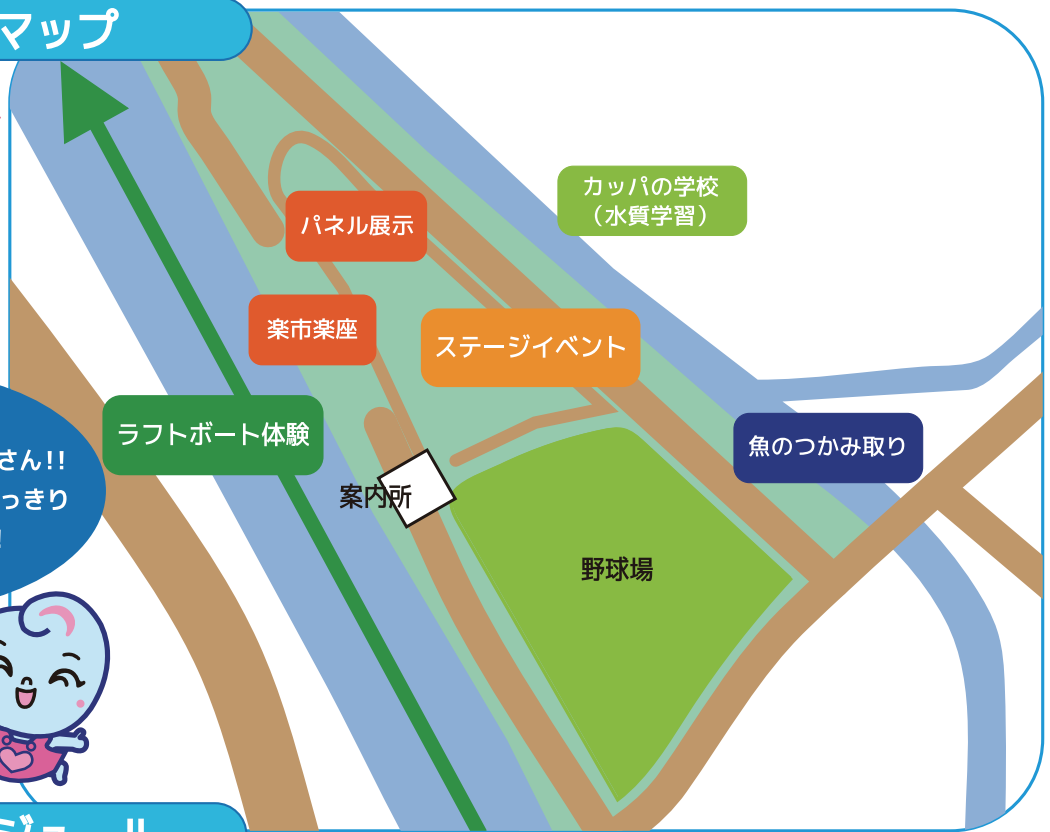 マップ
カッパの学校
（水質学習）
パネル展示
楽市楽座
ステージイベント
ラフトボート体験
魚のつかみ取り
さん!!
っきり
!
案内所
野球場